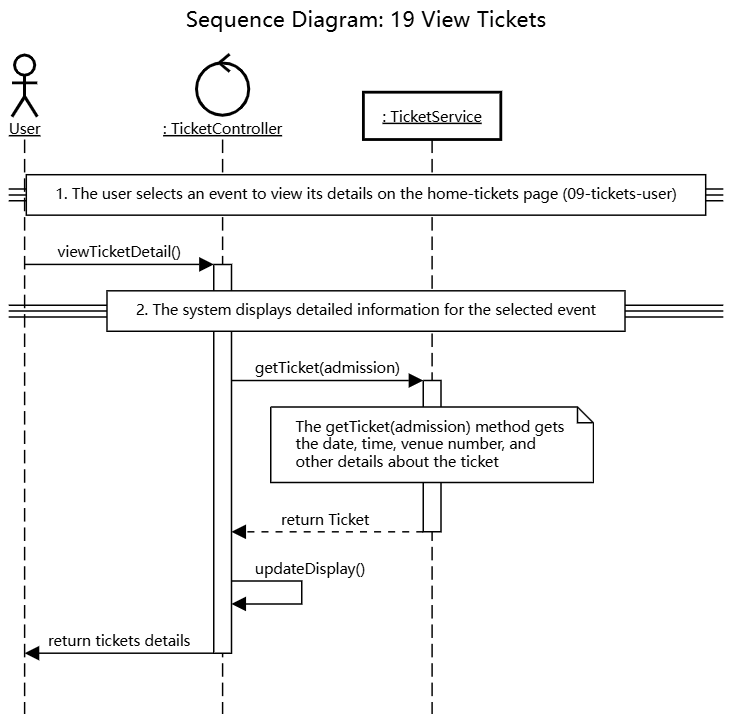 Sequence Diagram: 19 View Tickets
User
: TicketController
: TicketService
1. The user selects an event to view its details on the home-tickets page (09-tickets-user)
viewTicketDetail()
2. The system displays detailed information for the selected event
getTicket(admission)
The getTicket(admission) method gets
the date, time, venue number, and
other details about the ticket
return Ticket
updateDisplay()
return tickets details